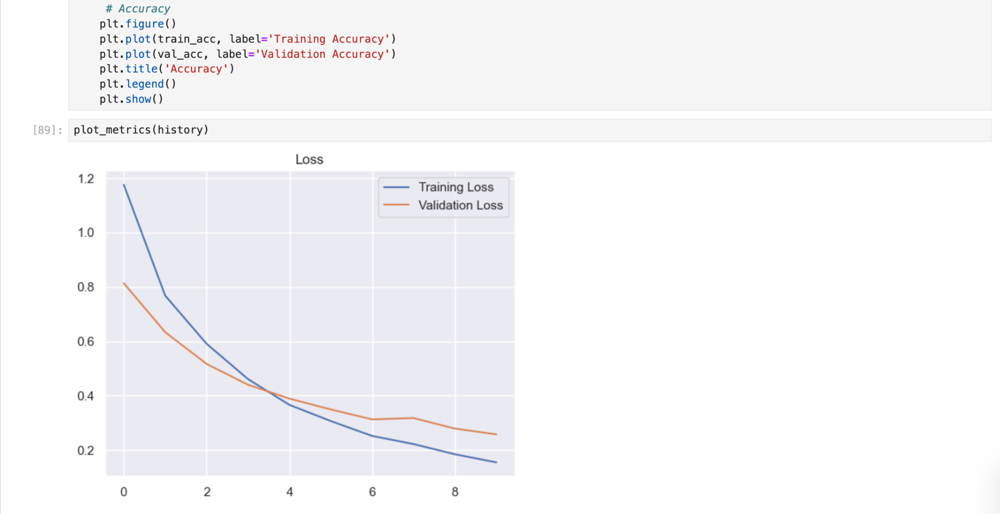 # Accuracy
plt.figure()
plt.plot(train_acc, label='Training Accuracy')
plt.plot(val_acc, label='Validation Accuracy')
plt.title('Accuracy')
plt.legend()
plt.show()
[89]: plot_metrics(history)
Loss
1.2
1.0
0.8
0.6
0.4
0.2
Training Loss
Validation Loss
0 2 4 6 8